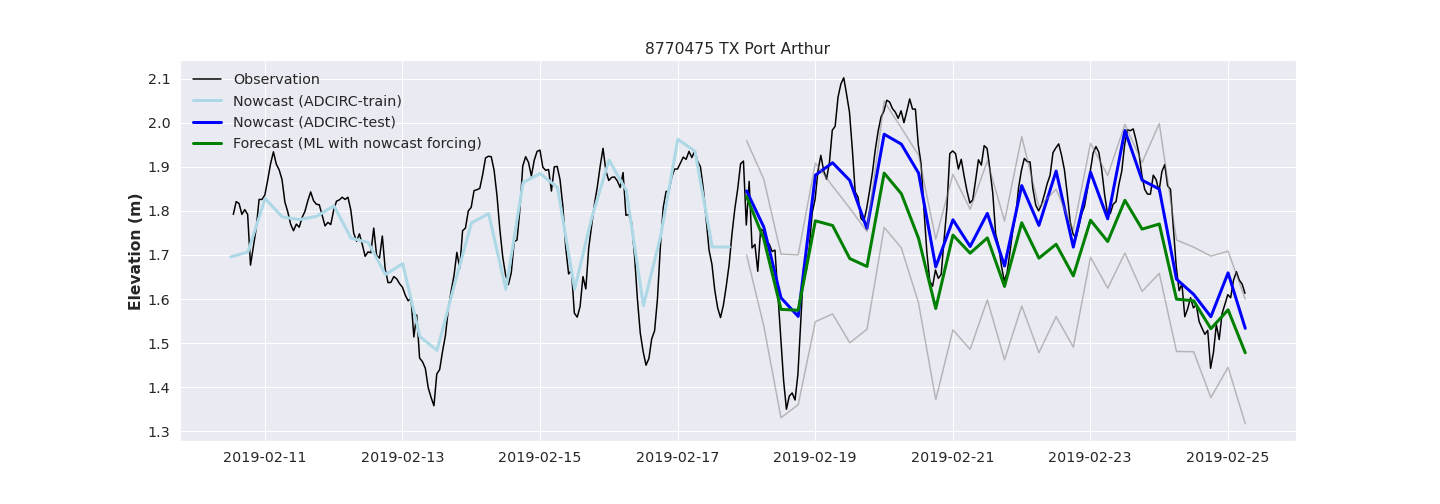 8770475 TX Port Arthur
Observation
Nowcast (ADCIRC-train)
Nowcast (ADCIRC-test)
Forecast (ML with nowcast forcing)
Elevation (m)
2.1
2.0
1.9
1.8
1.7
1.6
1.5
1.4
1.3
2019-02-11
2019-02-13
2019-02-15
2019-02-17
2019-02-19
2019-02-21
2019-02-23
2019-02-25